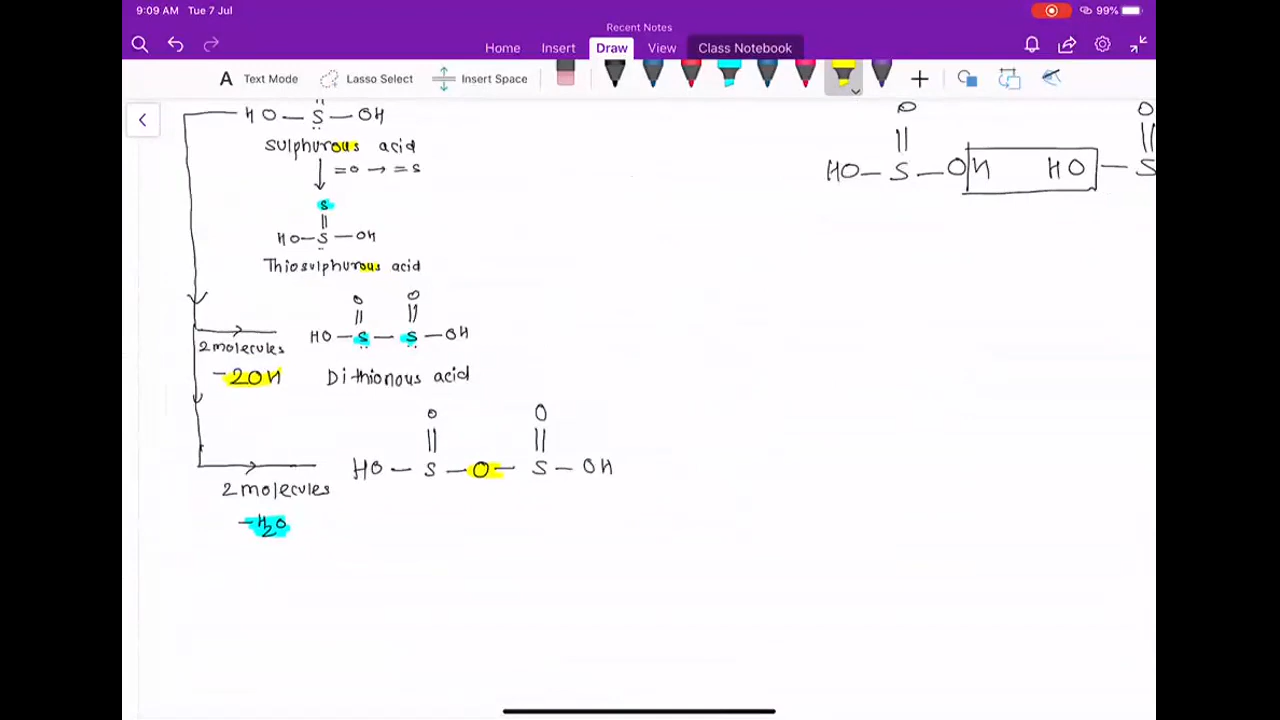 9:09 AM Tue 7 Jul
99%
Recent Notes
Home Insert Draw View Class Notebook
A Text Mode Lasso Select Insert Space
HO — S — OH
sulphurous acid
=O → =S
S
HO — S — OH
Thiosulphurous acid
O O
HO — S — S — OH
2 molecules
-2OH
Dithionous acid
O O
HO — S — O — S — OH
2 molecules
-H2O
O O
HO — S — OH HO — S